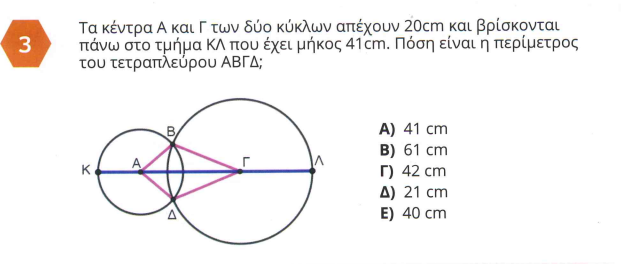 3
Τα κέντρα Α και Γ των δύο κύκλων απέχουν 20cm και βρίσκονται
πάνω στο τμήμα ΚΛ που έχει μήκος 41cm. Πόση είναι η περίμετρος
του τετραπλεύρου ΑΒΓΔ;
Κ Α Β Γ Λ Δ
Α) 41 cm
Β) 61 cm
Γ) 42 cm
Δ) 21 cm
Ε) 40 cm